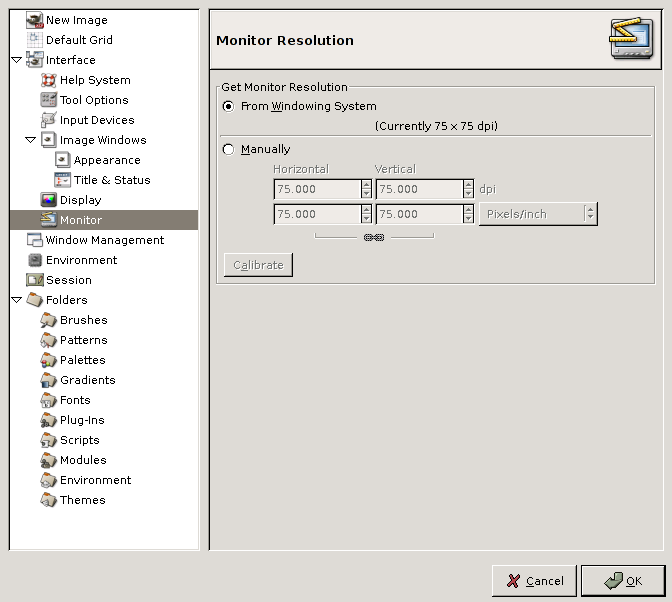 New Image
Default Grid
Interface
Help System
Tool Options
Input Devices
Image Windows
Appearance
Title & Status
Display
Monitor
Window Management
Environment
Session
Folders
Brushes
Patterns
Palettes
Gradients
Fonts
Plug-Ins
Scripts
Modules
Environment
Themes
Monitor Resolution
Get Monitor Resolution
From Windowing System
(Currently 75 × 75 dpi)
Manually
Horizontal Vertical
75.000 75.000 dpi
75.000 75.000 Pixels/inch
Calibrate
Cancel OK